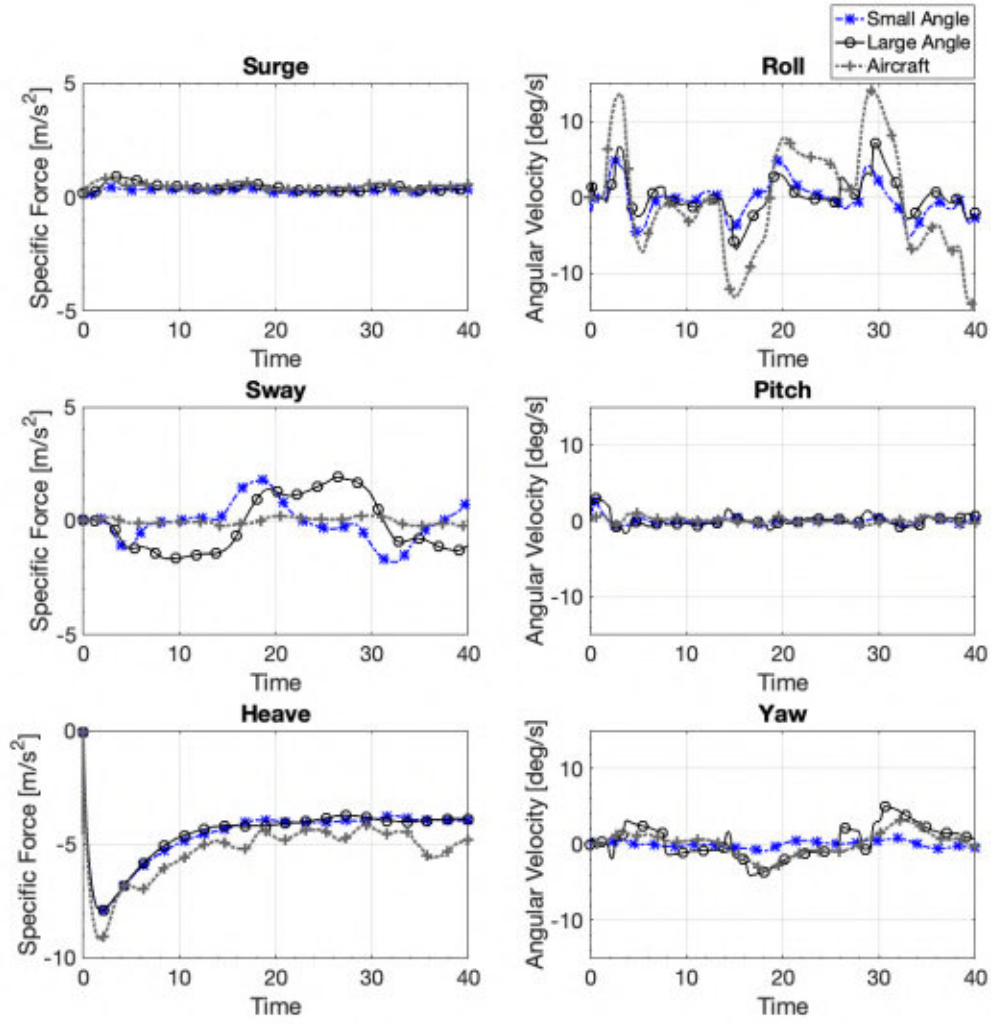 Small Angle
Large Angle
Aircraft
Surge
Specific Force [m/s²]
5
0
-5
0 10 20 30 40
Time
Roll
Angular Velocity [deg/s]
10
0
-10
0 10 20 30 40
Time
Sway
Specific Force [m/s²]
5
0
-5
0 10 20 30 40
Time
Pitch
Angular Velocity [deg/s]
10
0
-10
0 10 20 30 40
Time
Heave
Specific Force [m/s²]
0
-5
-10
0 10 20 30 40
Time
Yaw
Angular Velocity [deg/s]
10
0
-10
0 10 20 30 40
Time